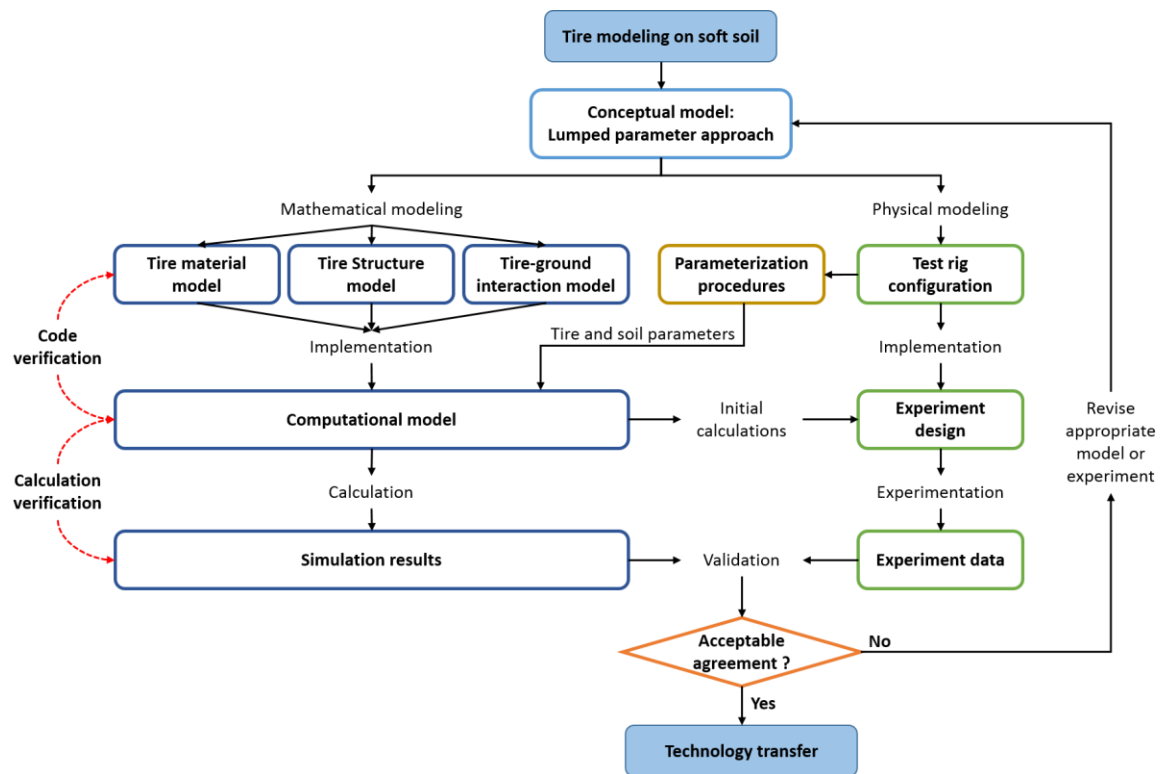 Tire modeling on soft soil
Conceptual model:
Lumped parameter approach
Mathematical modeling
Physical modeling
Tire material
model
Tire Structure
model
Tire-ground
interaction model
Parameterization
procedures
Test rig
configuration
Code
verification
Implementation
Tire and soil parameters
Implementation
Computational model
Initial
calculations
Experiment
design
Revise
appropriate
model or
experiment
Calculation
verification
Calculation
Experimentation
Simulation results
Validation
Experiment data
Acceptable
agreement ?
No
Yes
Technology transfer